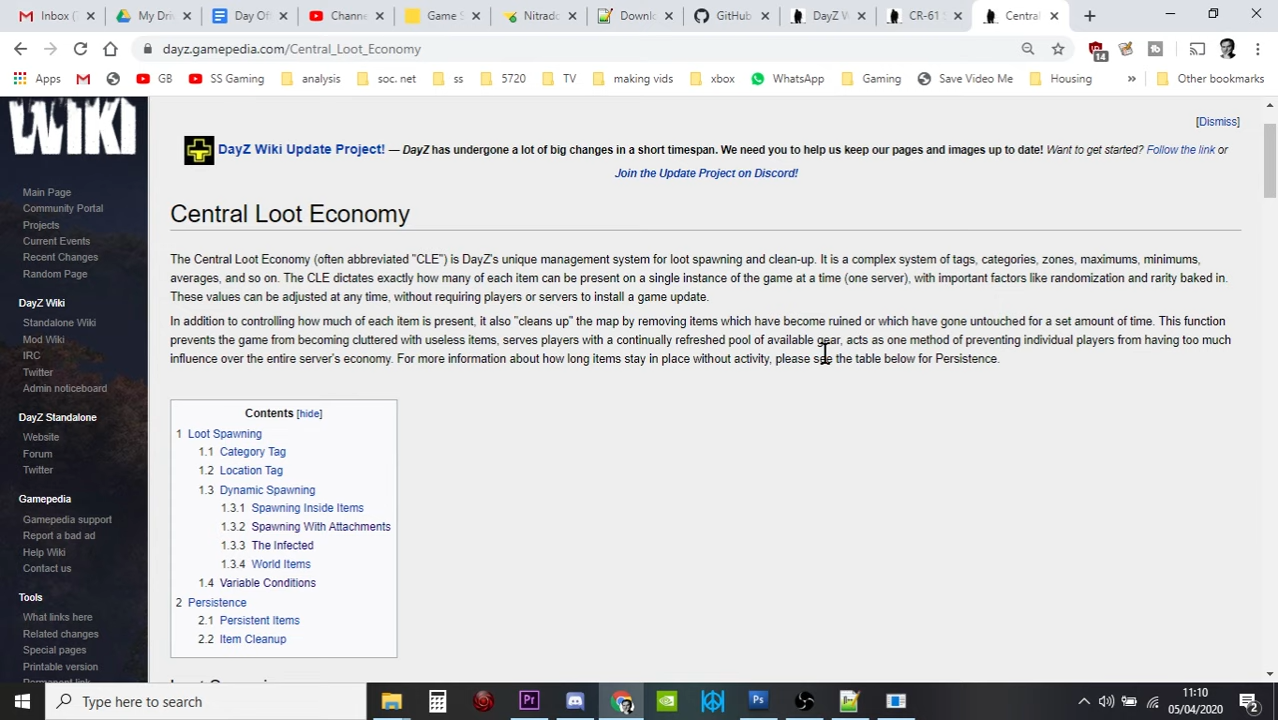 Inbox (
My Driv
Day Off
Channe
Game S
Nitrado
Downlo
GitHub
DayZ W
CR-61 S
Central
dayz.gamepedia.com/Central_Loot_Economy
14
Apps
GB
SS Gaming
analysis
soc. net
ss
5720
TV
making vids
xbox
WhatsApp
Gaming
Save Video Me
Housing
»
Other bookmarks
WIKI
Main Page
Community Portal
Projects
Current Events
Recent Changes
Random Page
DayZ Wiki
Standalone Wiki
Mod Wiki
IRC
Twitter
Admin noticeboard
DayZ Standalone
Website
Forum
Twitter
Gamepedia
Gamepedia support
Report a bad ad
Help Wiki
Contact us
Tools
What links here
Related changes
Special pages
Printable version
Permanent link
[Dismiss]
DayZ Wiki Update Project! — DayZ has undergone a lot of big changes in a short timespan. We need you to help us keep our pages and images up to date! Want to get started? Follow the link or
Join the Update Project on Discord!
Central Loot Economy
The Central Loot Economy (often abbreviated "CLE") is DayZ's unique management system for loot spawning and clean-up. It is a complex system of tags, categories, zones, maximums, minimums,
averages, and so on. The CLE dictates exactly how many of each item can be present on a single instance of the game at a time (one server), with important factors like randomization and rarity baked in.
These values can be adjusted at any time, without requiring players or servers to install a game update.
In addition to controlling how much of each item is present, it also "cleans up" the map by removing items which have become ruined or which have gone untouched for a set amount of time. This function
prevents the game from becoming cluttered with useless items, serves players with a continually refreshed pool of available gear, acts as one method of preventing individual players from having too much
influence over the entire server's economy. For more information about how long items stay in place without activity, please see the table below for Persistence.
Contents [hide]
1 Loot Spawning
1.1 Category Tag
1.2 Location Tag
1.3 Dynamic Spawning
1.3.1 Spawning Inside Items
1.3.2 Spawning With Attachments
1.3.3 The Infected
1.3.4 World Items
1.4 Variable Conditions
2 Persistence
2.1 Persistent Items
2.2 Item Cleanup
Loot Spawning
Type here to search
Pr
Ps
11:10
05/04/2020
2